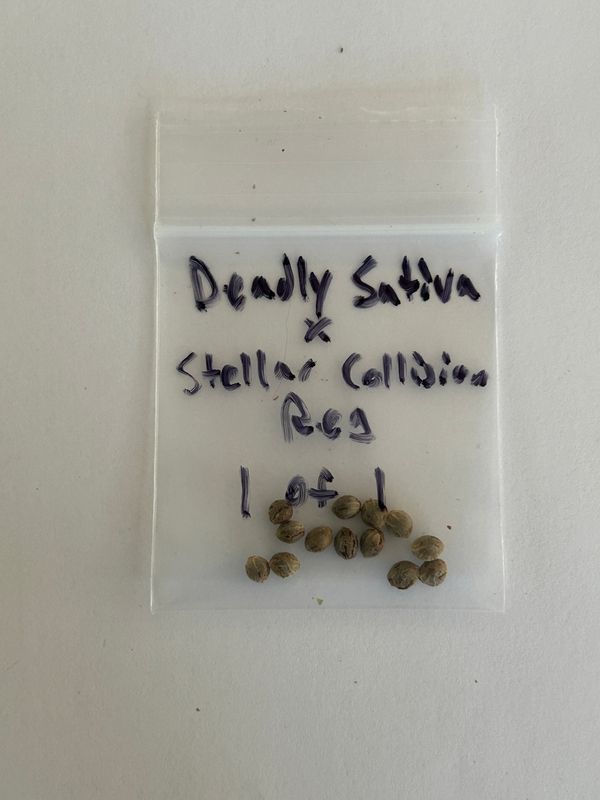 Deadly Sativa
x
Stellar Collision
Reg
1 of 1